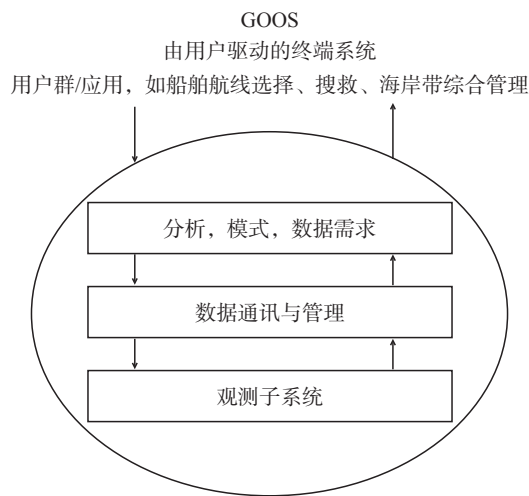 GOOS
由用户驱动的终端系统
用户群/应用，如船舶航线选择、搜救、海岸带综合管理
分析，模式，数据需求
数据通讯与管理
观测子系统